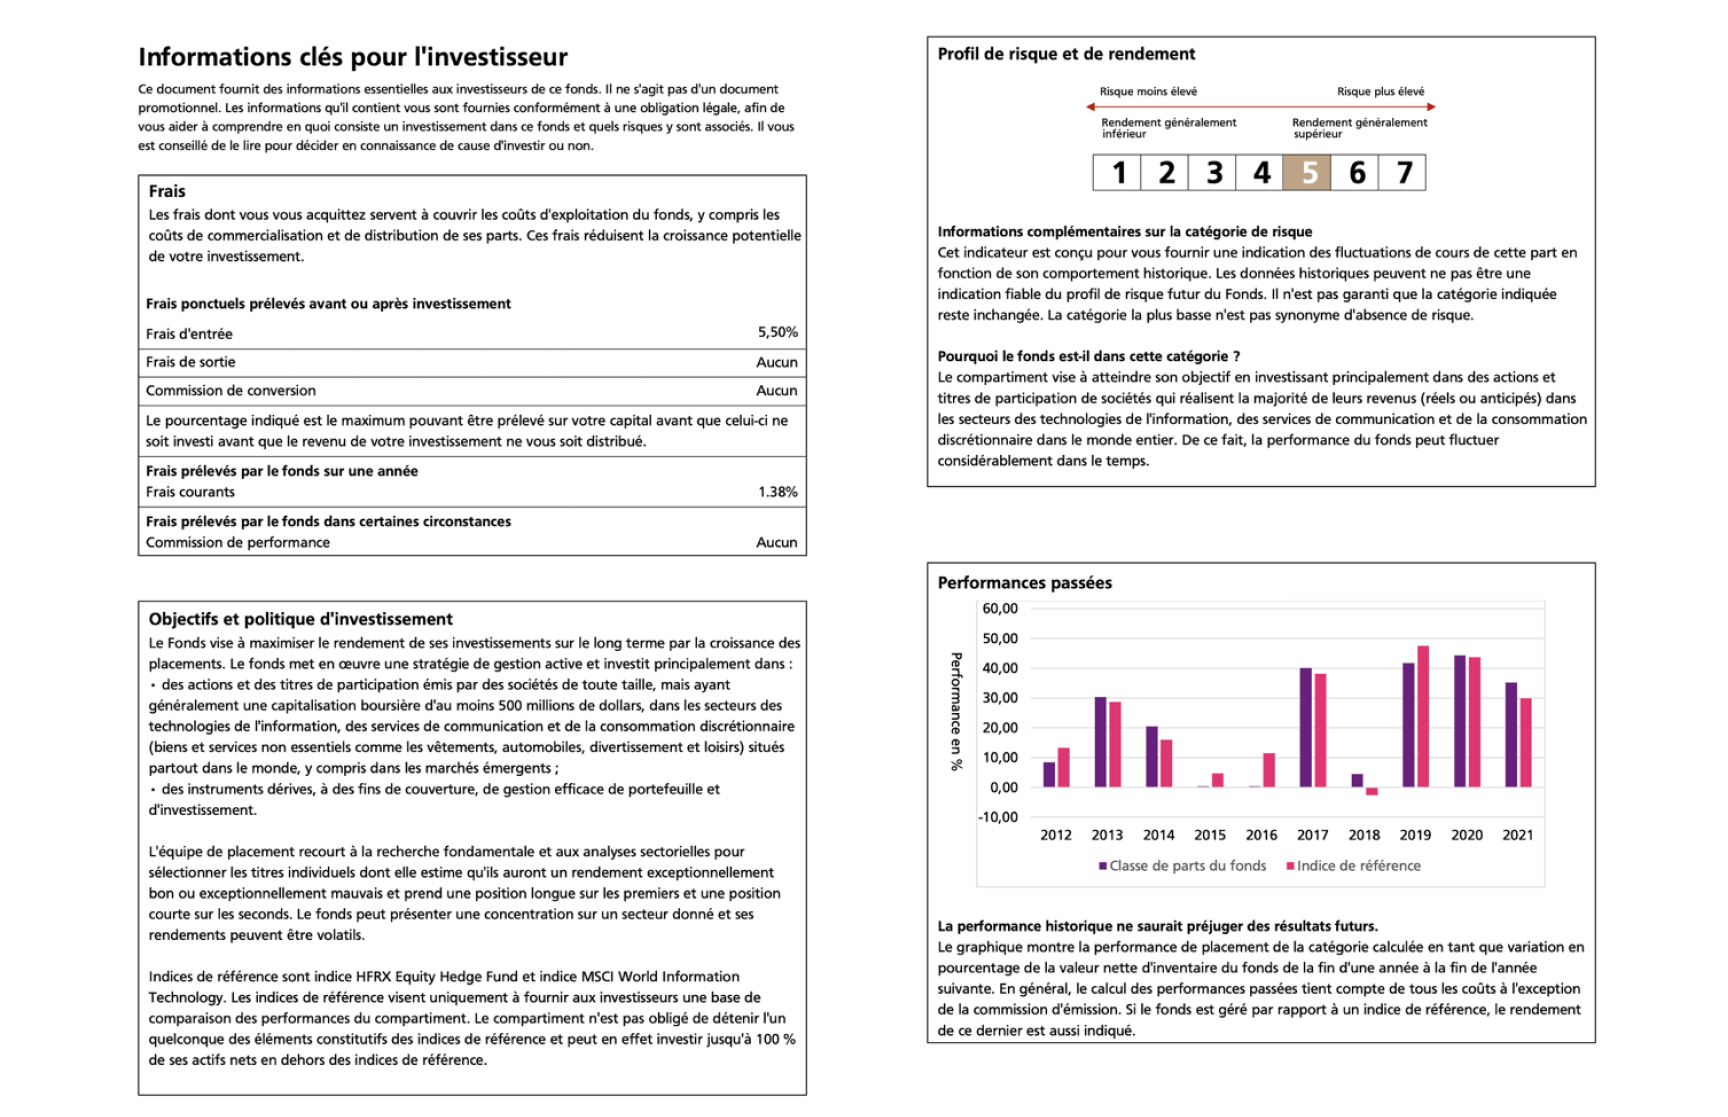 Informations clés pour l'investisseur
Ce document fournit des informations essentielles aux investisseurs de ce fonds. Il ne s'agit pas d'un document
promotionnel. Les informations qu'il contient vous sont fournies conformément à une obligation légale, afin de
vous aider à comprendre en quoi consiste un investissement dans ce fonds et quels risques y sont associés. Il vous
est conseillé de le lire pour décider en connaissance de cause d'investir ou non.
Frais
Les frais dont vous vous acquittez servent à couvrir les coûts d'exploitation du fonds, y compris les
coûts de commercialisation et de distribution de ses parts. Ces frais réduisent la croissance potentielle
de votre investissement.
Frais ponctuels prélevés avant ou après investissement
Frais d'entrée 5,50%
Frais de sortie Aucun
Commission de conversion Aucun
Le pourcentage indiqué est le maximum pouvant être prélevé sur votre capital avant que celui-ci ne
soit investi avant que le revenu de votre investissement ne vous soit distribué.
Frais prélevés par le fonds sur une année
Frais courants 1.38%
Frais prélevés par le fonds dans certaines circonstances
Commission de performance Aucun
Objectifs et politique d'investissement
Le Fonds vise à maximiser le rendement de ses investissements sur le long terme par la croissance des
placements. Le fonds met en œuvre une stratégie de gestion active et investit principalement dans :
• des actions et des titres de participation émis par des sociétés de toute taille, mais ayant
généralement une capitalisation boursière d'au moins 500 millions de dollars, dans les secteurs des
technologies de l'information, des services de communication et de la consommation discrétionnaire
(biens et services non essentiels comme les vêtements, automobiles, divertissement et loisirs) situés
partout dans le monde, y compris dans les marchés émergents ;
• des instruments dérives, à des fins de couverture, de gestion efficace de portefeuille et
d'investissement.
L'équipe de placement recourt à la recherche fondamentale et aux analyses sectorielles pour
sélectionner les titres individuels dont elle estime qu'ils auront un rendement exceptionnellement
bon ou exceptionnellement mauvais et prend une position longue sur les premiers et une position
courte sur les seconds. Le fonds peut présenter une concentration sur un secteur donné et ses
rendements peuvent être volatils.
Indices de référence sont indice HFRX Equity Hedge Fund et indice MSCI World Information
Technology. Les indices de référence visent uniquement à fournir aux investisseurs une base de
comparaison des performances du compartiment. Le compartiment n'est pas obligé de détenir l'un
quelconque des éléments constitutifs des indices de référence et peut en effet investir jusqu'à 100 %
de ses actifs nets en dehors des indices de référence.
Profil de risque et de rendement
Risque moins élevé Risque plus élevé
Rendement généralement Rendement généralement
inférieur supérieur
1 2 3 4 5 6 7
Informations complémentaires sur la catégorie de risque
Cet indicateur est conçu pour vous fournir une indication des fluctuations de cours de cette part en
fonction de son comportement historique. Les données historiques peuvent ne pas être une
indication fiable du profil de risque futur du Fonds. Il n'est pas garanti que la catégorie indiquée
reste inchangée. La catégorie la plus basse n'est pas synonyme d'absence de risque.
Pourquoi le fonds est-il dans cette catégorie ?
Le compartiment vise à atteindre son objectif en investissant principalement dans des actions et
titres de participation de sociétés qui réalisent la majorité de leurs revenus (réels ou anticipés) dans
les secteurs des technologies de l'information, des services de communication et de la consommation
discrétionnaire dans le monde entier. De ce fait, la performance du fonds peut fluctuer
considérablement dans le temps.
Performances passées
Performance en %
60,00
50,00
40,00
30,00
20,00
10,00
0,00
-10,00
2012 2013 2014 2015 2016 2017 2018 2019 2020 2021
Classe de parts du fonds Indice de référence
La performance historique ne saurait préjuger des résultats futurs.
Le graphique montre la performance de placement de la catégorie calculée en tant que variation en
pourcentage de la valeur nette d'inventaire du fonds de la fin d'une année à la fin de l'année
suivante. En général, le calcul des performances passées tient compte de tous les coûts à l'exception
de la commission d'émission. Si le fonds est géré par rapport à un indice de référence, le rendement
de ce dernier est aussi indiqué.